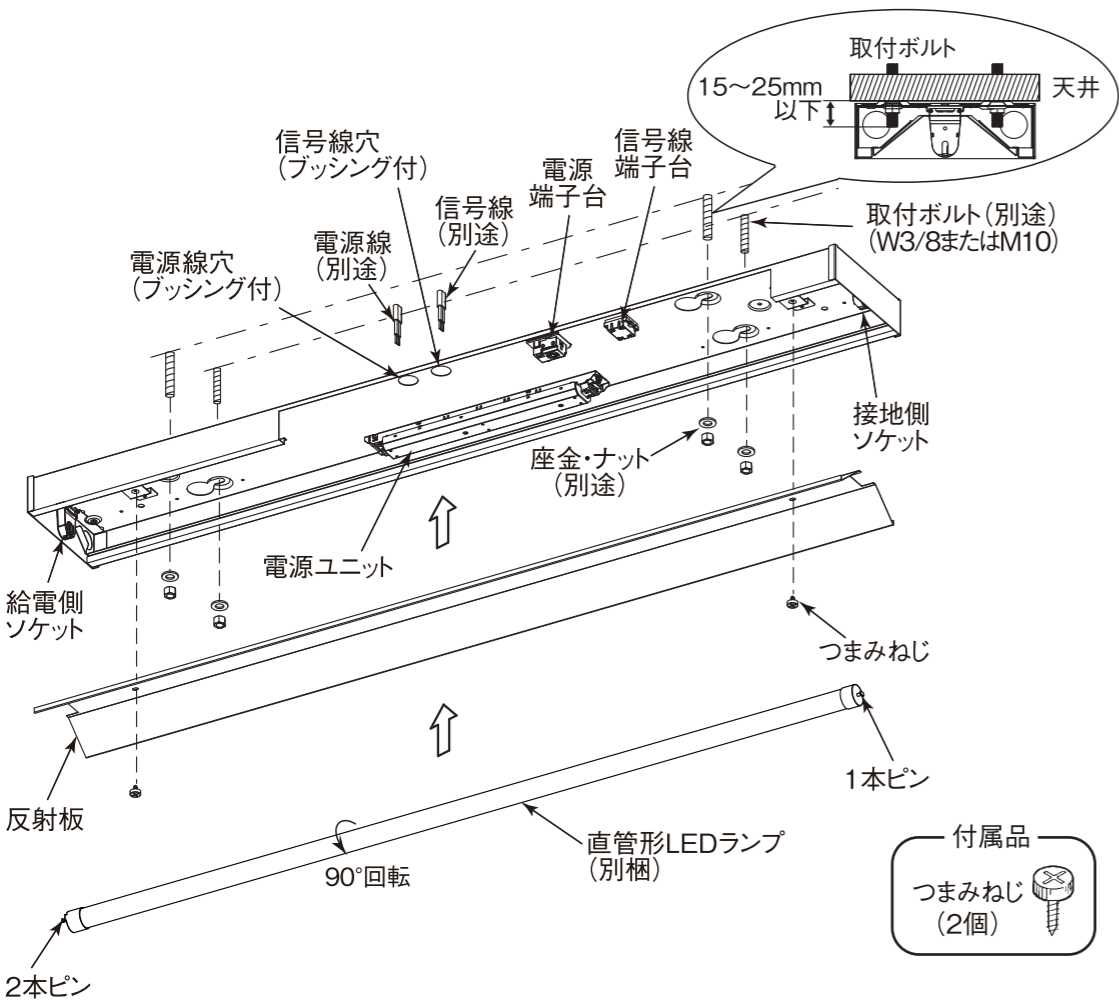 取付ボルト
15～25mm
以下
天井
信号線穴
(ブッシング付)
電源
端子台
信号線
端子台
信号線
(別途)
電源線
(別途)
電源線穴
(ブッシング付)
取付ボルト(別途)
(W3/8またはM10)
接地側
ソケット
座金・ナット
(別途)
電源ユニット
給電側
ソケット
つまみねじ
反射板
1本ピン
直管形LEDランプ
(別梱)
90°回転
2本ピン
付属品
つまみねじ
(2個)